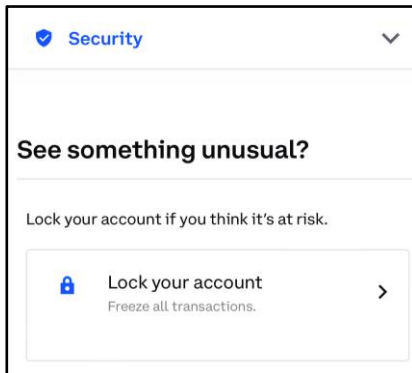 Security
See something unusual?
Lock your account if you think it's at risk.
Lock your account
Freeze all transactions.